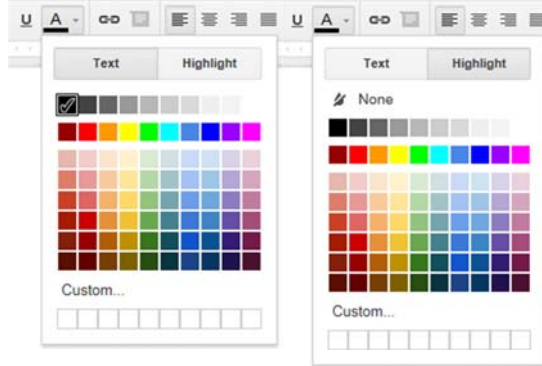 U A
Text Highlight
Custom...
U A
Text Highlight
None
Custom...